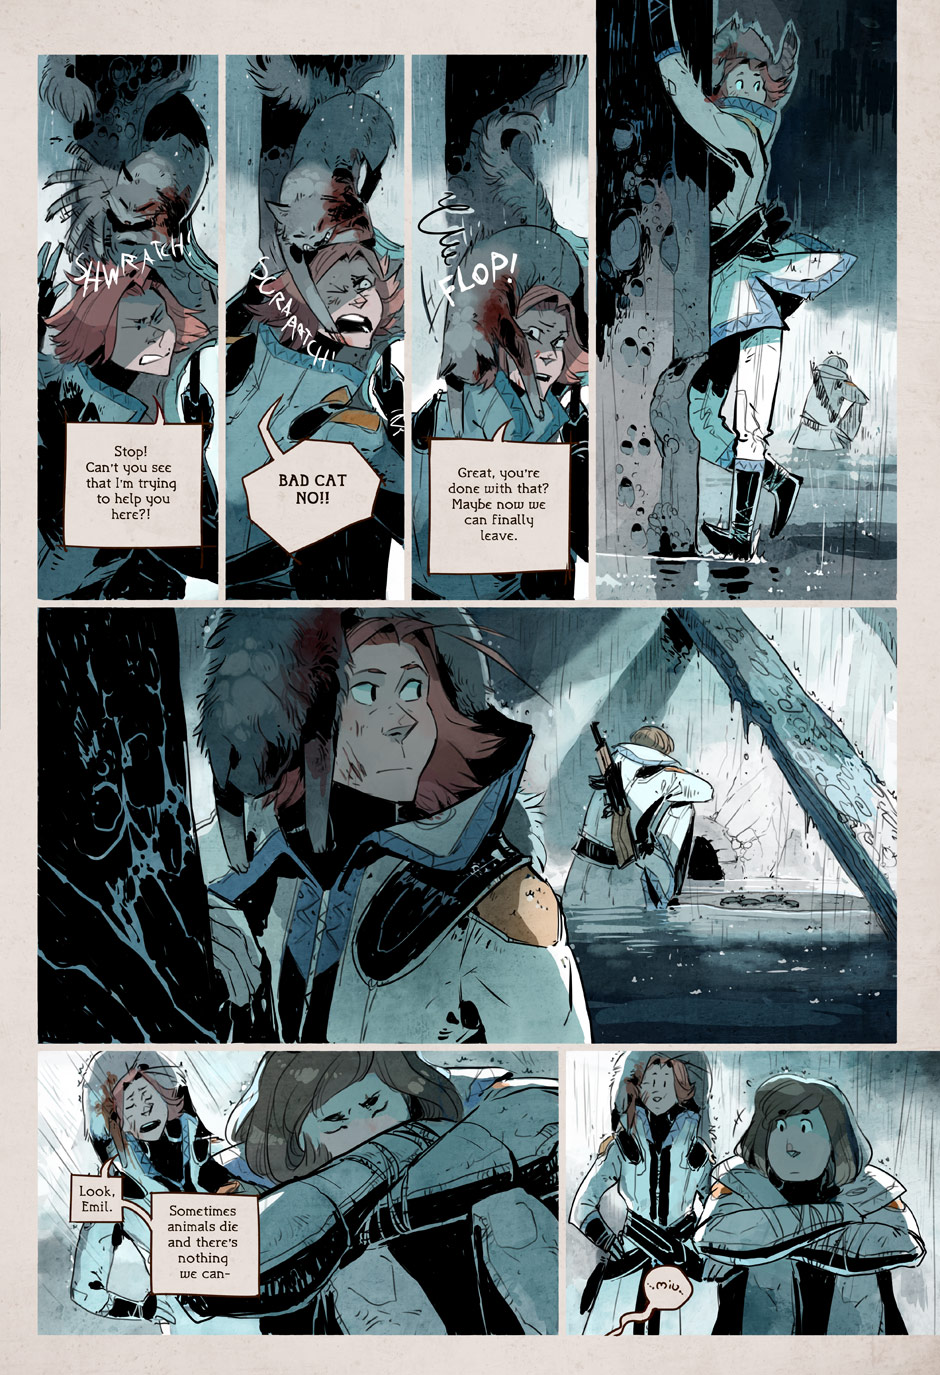 SHWRATCH!
Stop!
Can't you see
that I'm trying
to help you
here?!
SCRAAATCH!
BAD CAT
NO!!
FLOP!
Great, you're
done with that?
Maybe now we
can finally
leave.
Look,
Emil.
Sometimes
animals die
and there's
nothing
we can-
...miu...